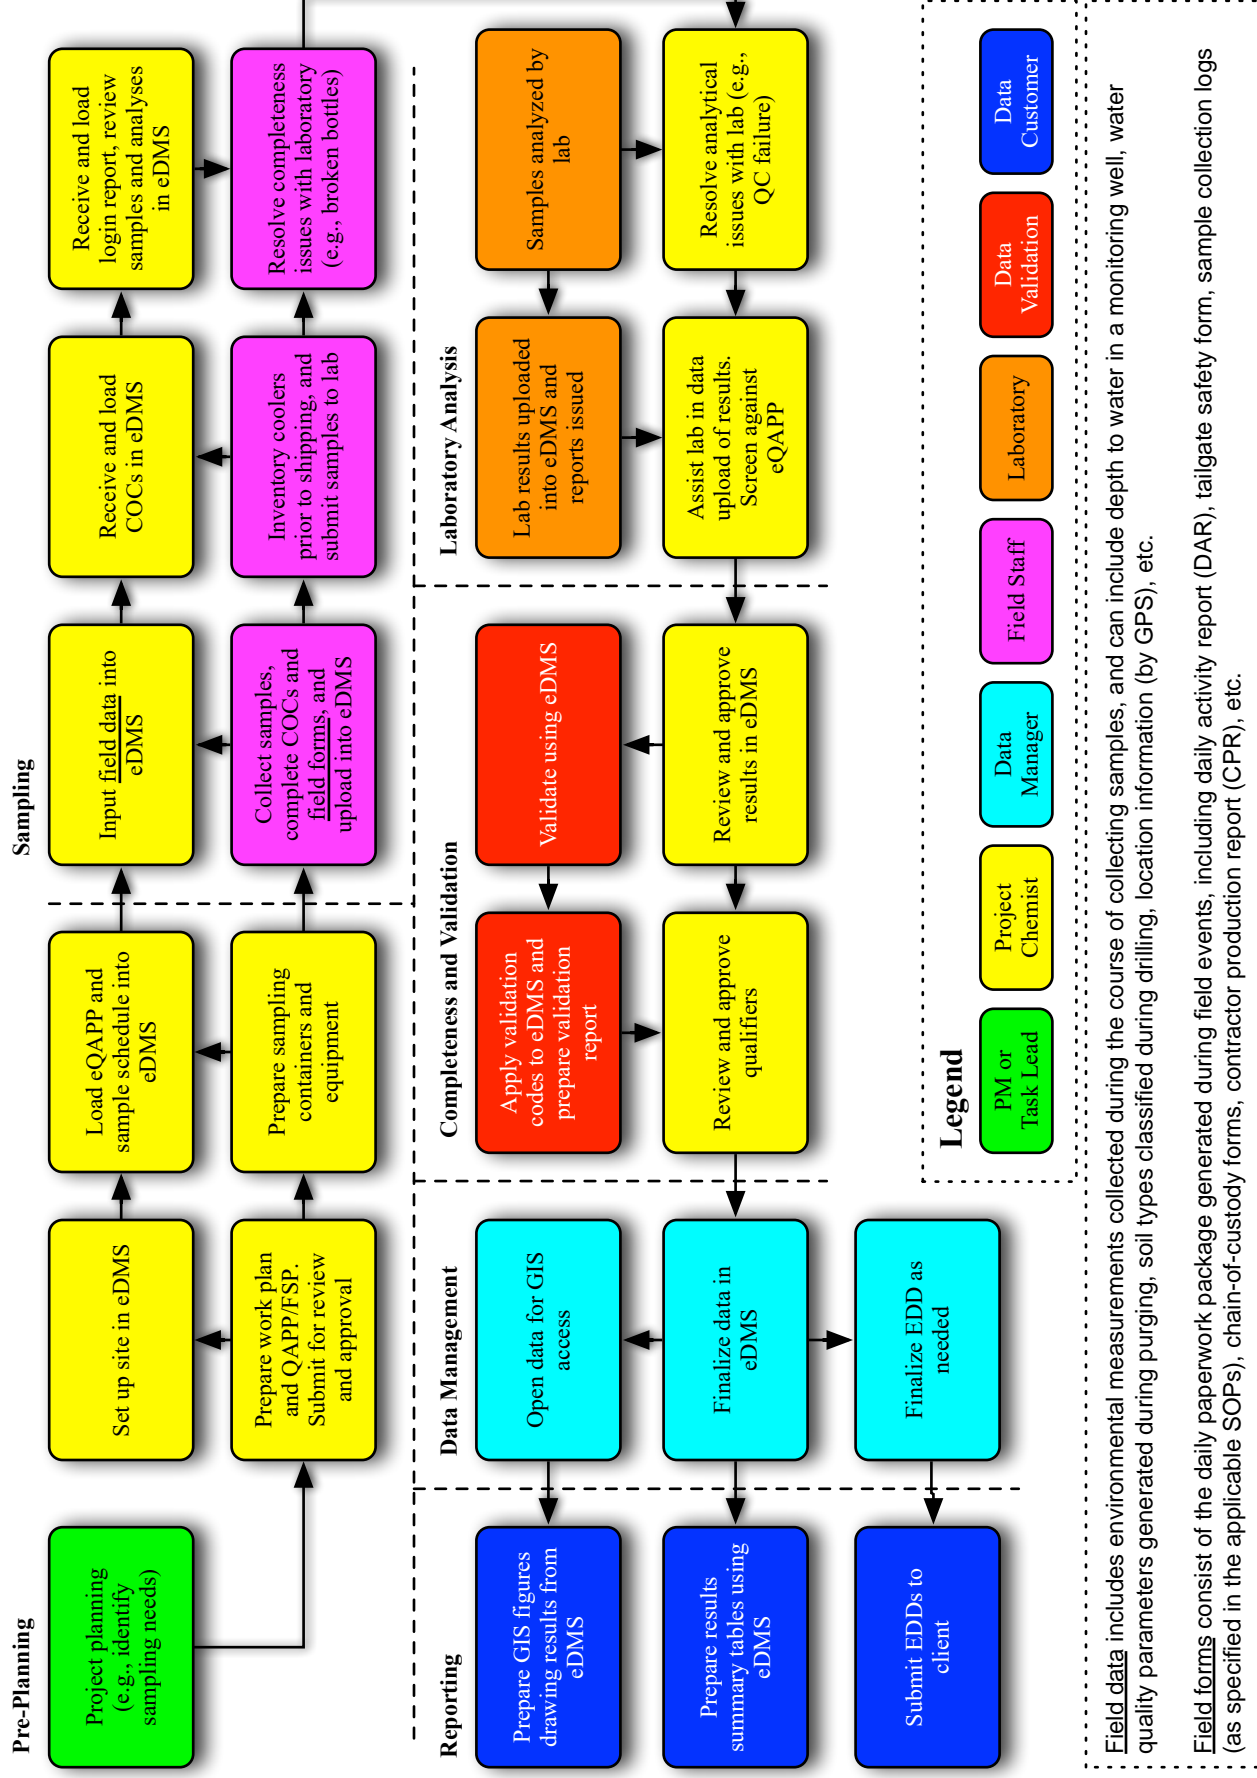 Pre-Planning
Sampling
Project planning
(e.g., identify
sampling needs)
Set up site in eDMS
Load eQAPP and
sample schedule into
eDMS
Input field data into
eDMS
Receive and load
COCs in eDMS
Receive and load
login report, review
samples and analyses
in eDMS
Prepare work plan
and QAPP/FSP.
Submit for review
and approval
Prepare sampling
containers and
equipment
Collect samples,
complete COCs and
field forms, and
upload into eDMS
Inventory coolers
prior to shipping, and
submit samples to lab
Resolve completeness
issues with laboratory
(e.g., broken bottles)
Reporting
Data Management
Completeness and Validation
Laboratory Analysis
Prepare GIS figures
drawing results from
eDMS
Open data for GIS
access
Apply validation
codes to eDMS and
prepare validation
report
Validate using eDMS
Lab results uploaded
into eDMS and
reports issued
Samples analyzed by
lab
Prepare results
summary tables using
eDMS
Finalize data in
eDMS
Review and approve
qualifiers
Review and approve
results in eDMS
Assist lab in data
upload of results.
Screen against
eQAPP
Resolve analytical
issues with lab (e.g.,
QC failure)
Submit EDDs to
client
Finalize EDD as
needed
Legend
PM or
Task Lead
Project
Chemist
Data
Manager
Field Staff
Laboratory
Data
Validation
Data
Customer
Field data includes environmental measurements collected during the course of collecting samples, and can include depth to water in a monitoring well, water
quality parameters generated during purging, soil types classified during drilling, location information (by GPS), etc.
Field forms consist of the daily paperwork package generated during field events, including daily activity report (DAR), tailgate safety form, sample collection logs
(as specified in the applicable SOPs), chain-of-custody forms, contractor production report (CPR), etc.